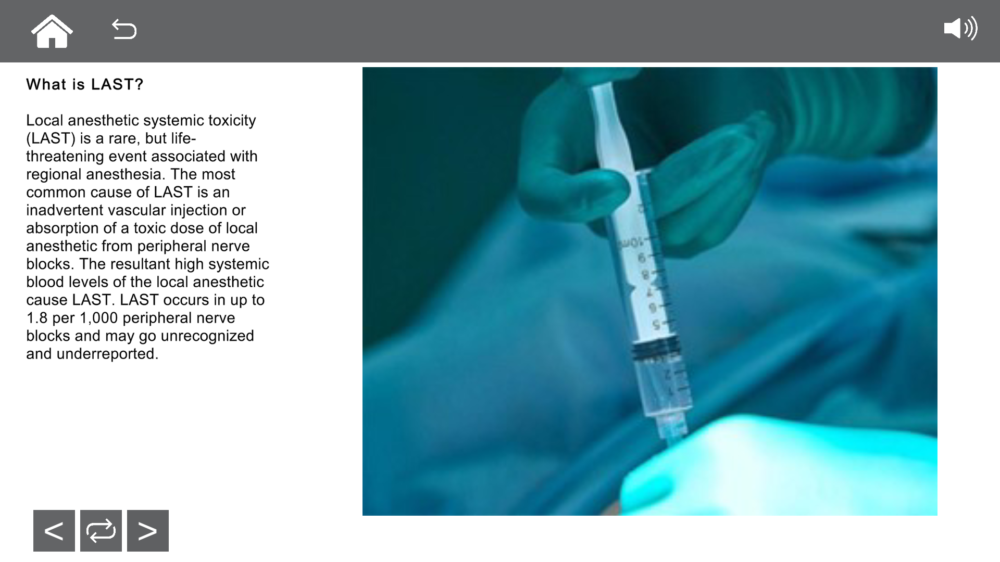 What is LAST?
Local anesthetic systemic toxicity
(LAST) is a rare, but life-
threatening event associated with
regional anesthesia. The most
common cause of LAST is an
inadvertent vascular injection or
absorption of a toxic dose of local
anesthetic from peripheral nerve
blocks. The resultant high systemic
blood levels of the local anesthetic
cause LAST. LAST occurs in up to
1.8 per 1,000 peripheral nerve
blocks and may go unrecognized
and underreported.
10ml
9
8
7
6
5
2
1
< >